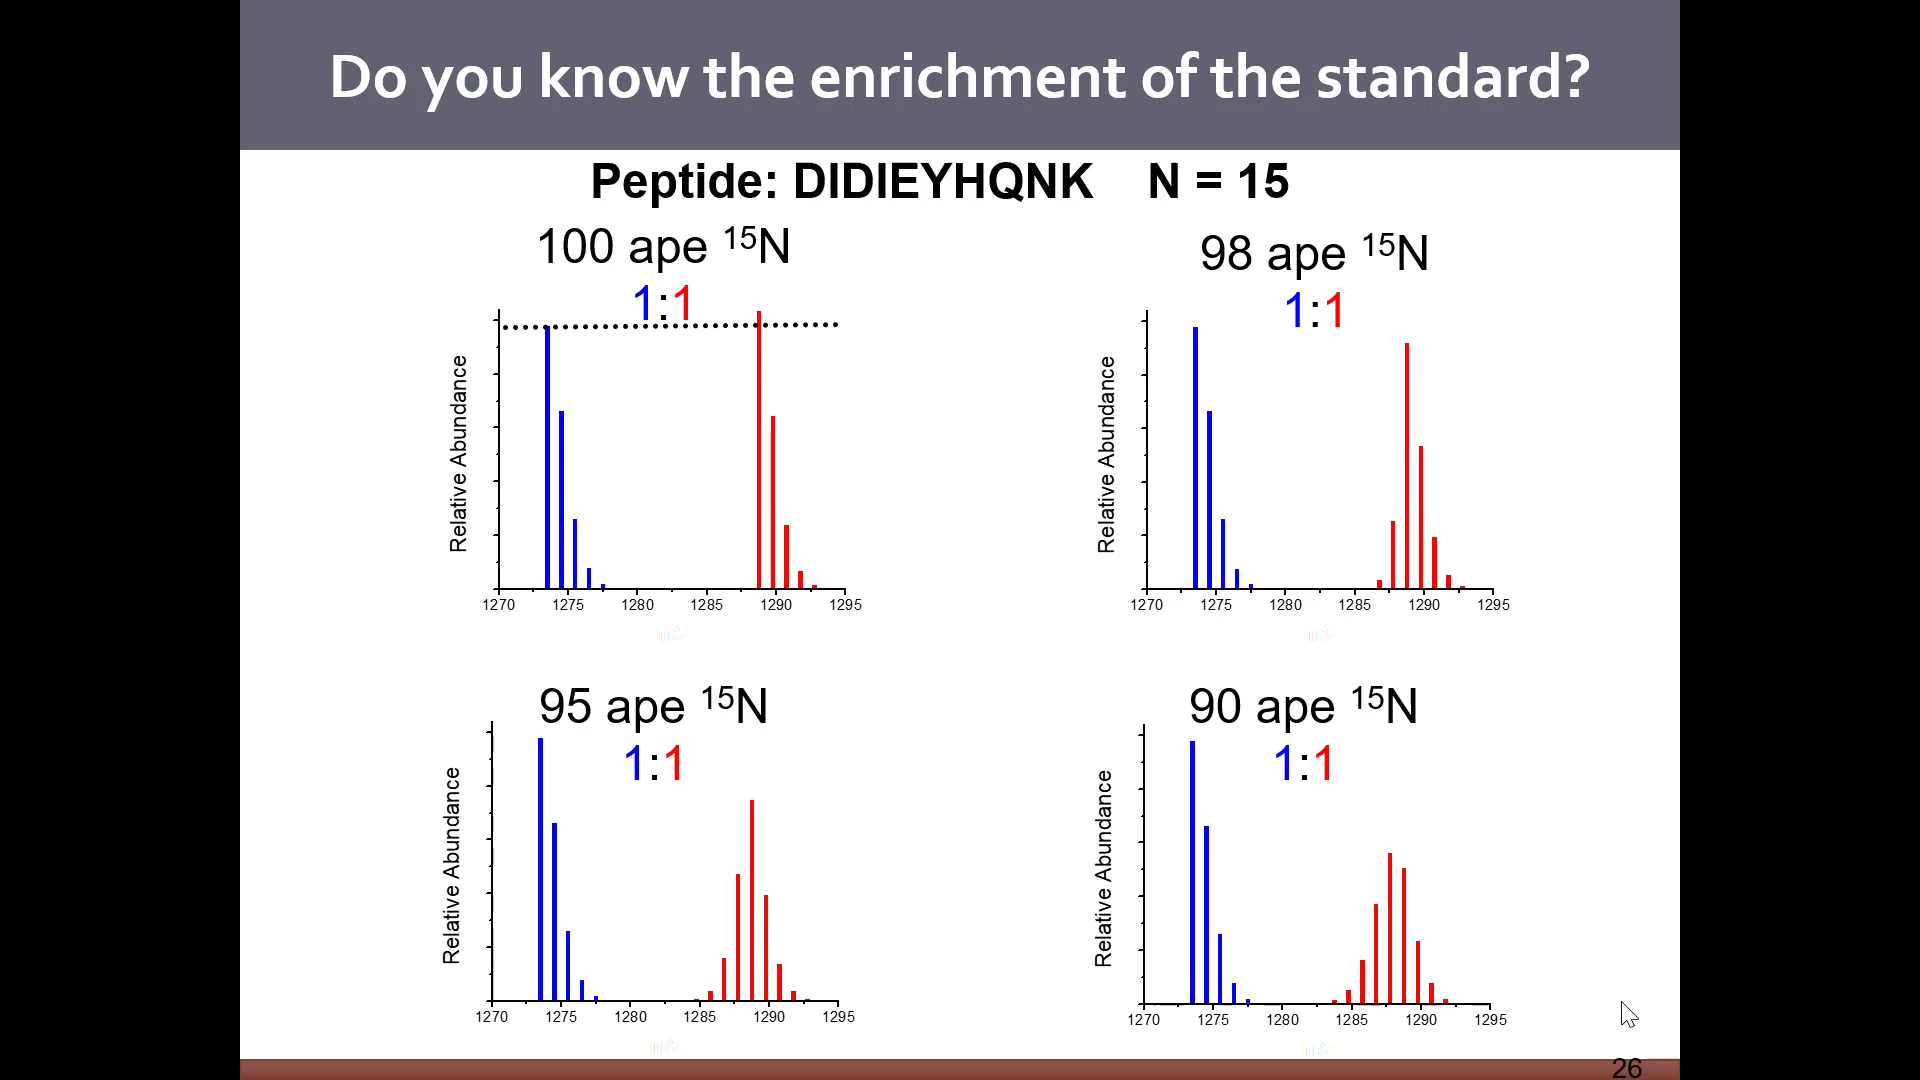 Do you know the enrichment of the standard?
Peptide: DIDIEYHQNK N = 15
100 ape ¹⁵N
1:1
Relative Abundance
1270 1275 1280 1285 1290 1295
98 ape ¹⁵N
1:1
Relative Abundance
1270 1275 1280 1285 1290 1295
95 ape ¹⁵N
1:1
Relative Abundance
1270 1275 1280 1285 1290 1295
90 ape ¹⁵N
1:1
Relative Abundance
1270 1275 1280 1285 1290 1295
26